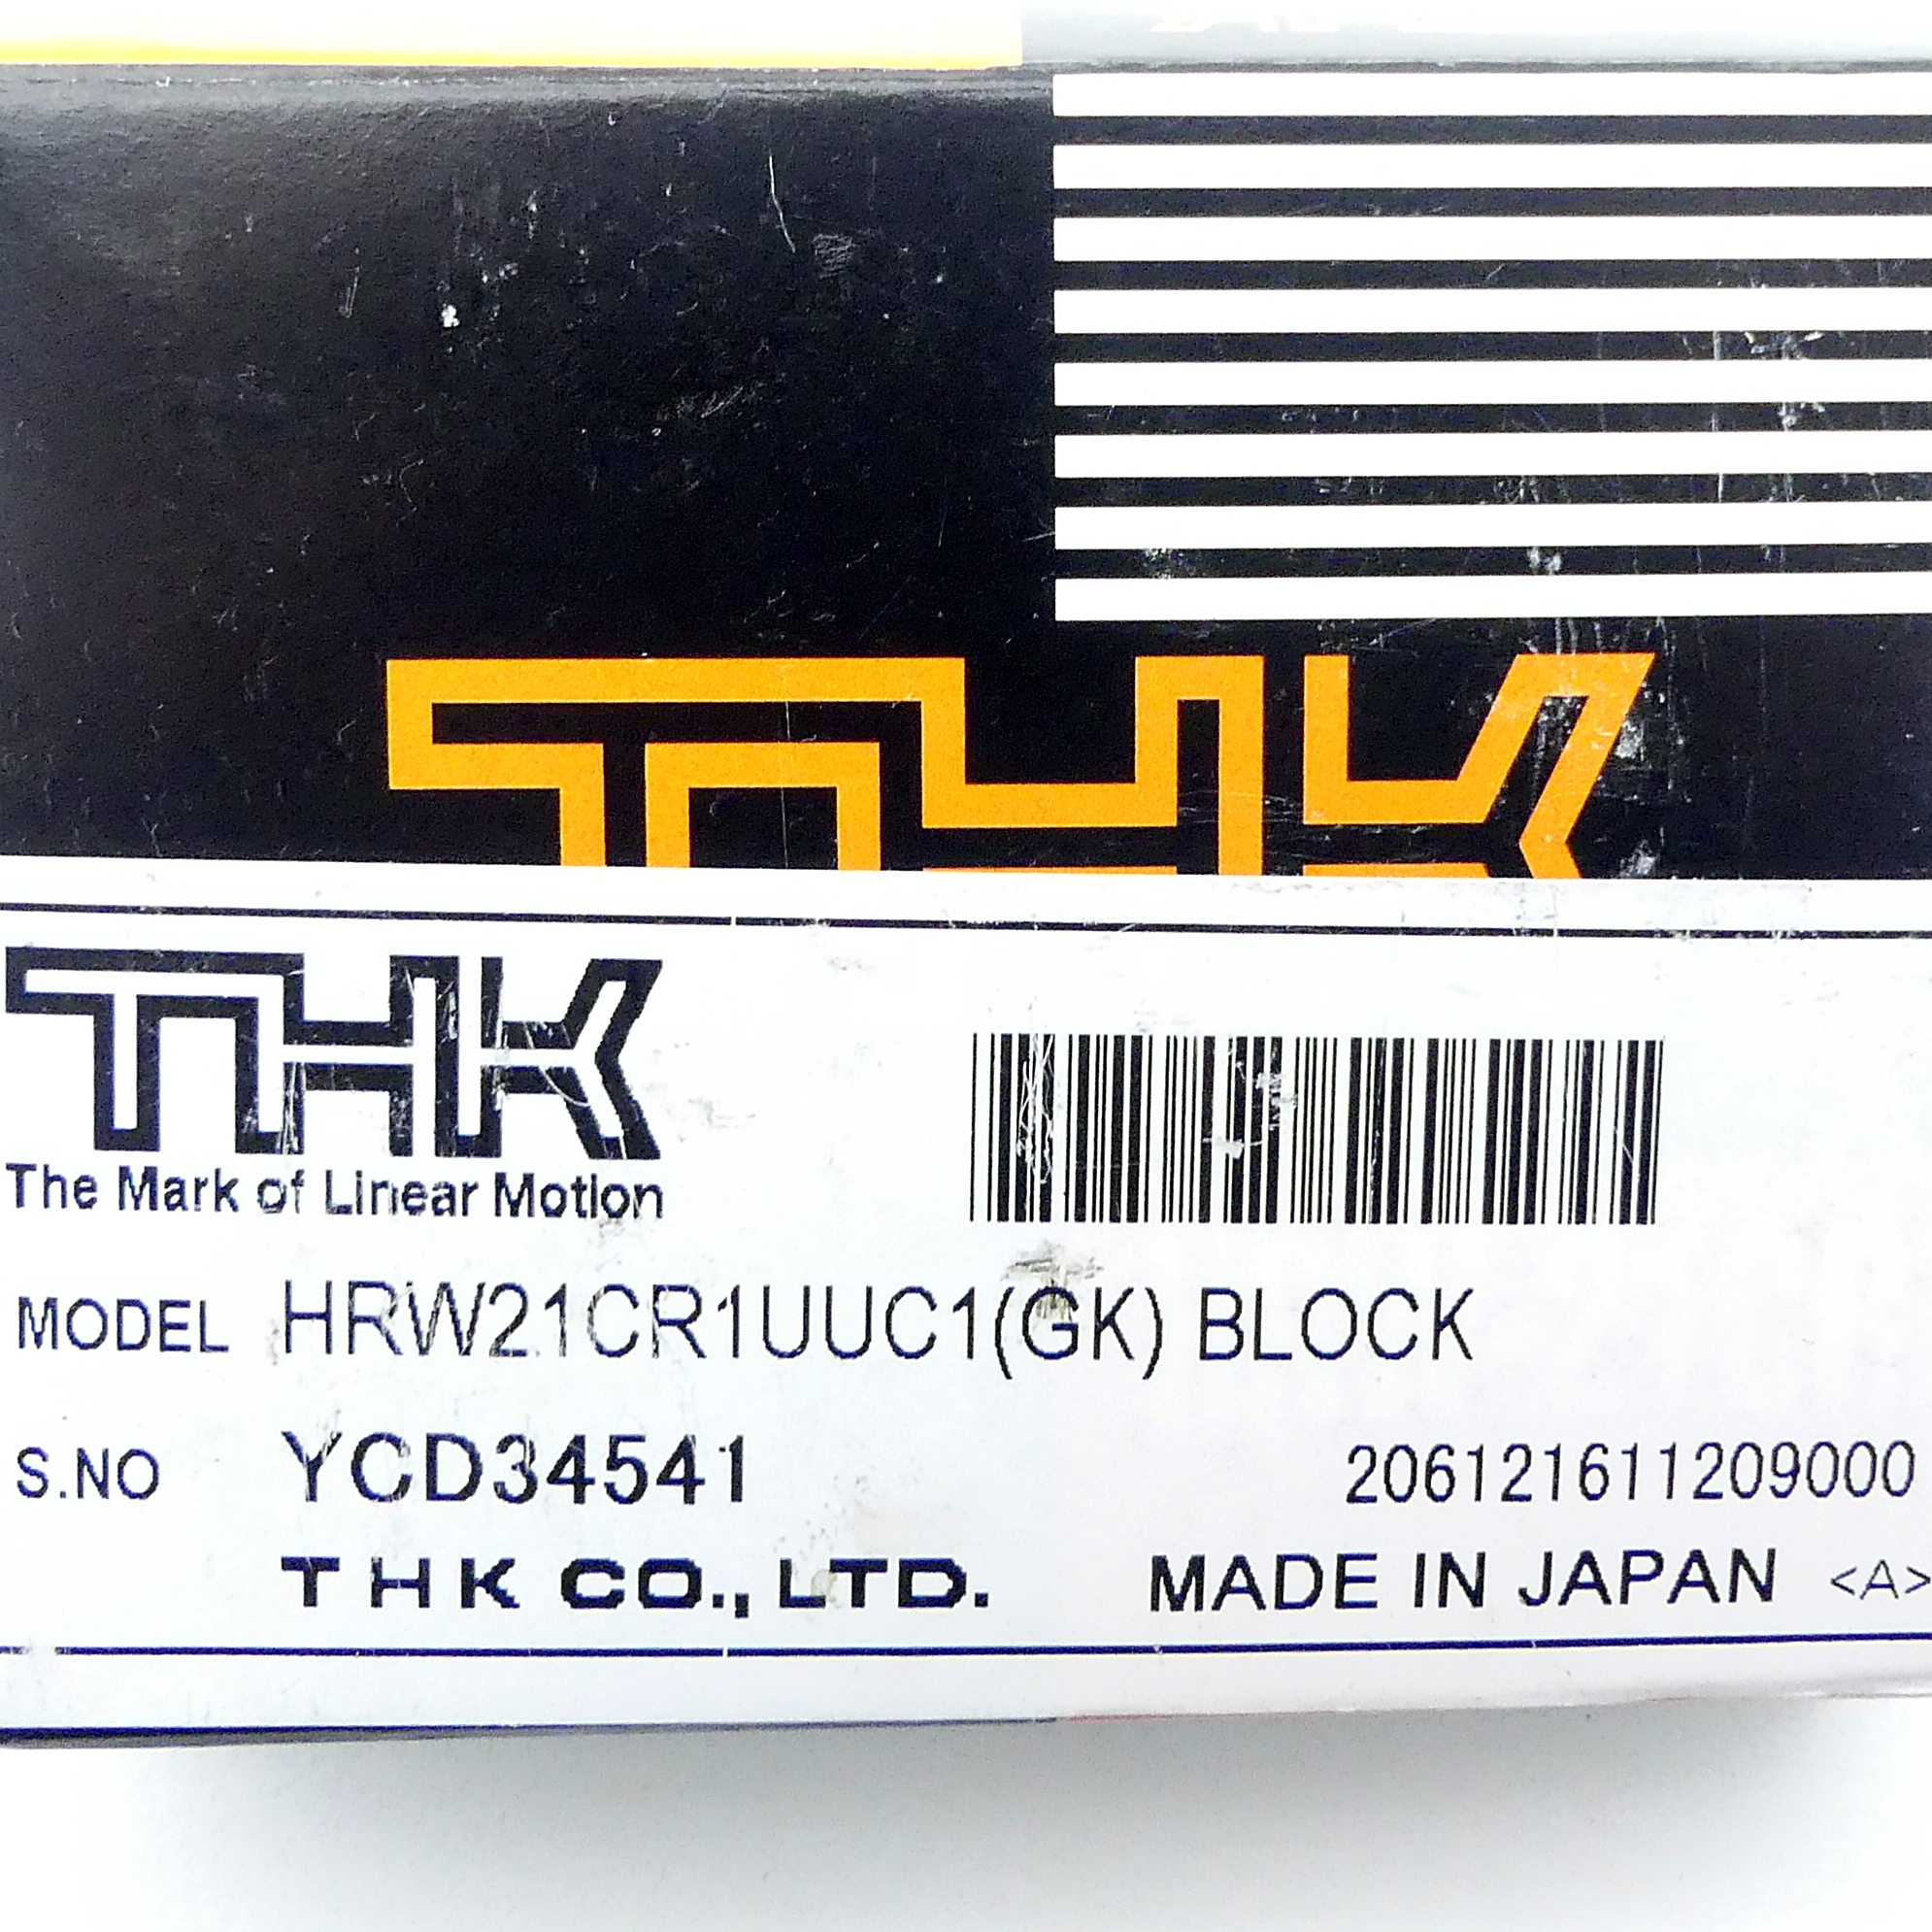 THK
THK
The Mark of Linear Motion
MODEL HRW21CR1UUC1(GK) BLOCK
S.NO YCD34541 206121611209000
THK CO., LTD. MADE IN JAPAN <A>